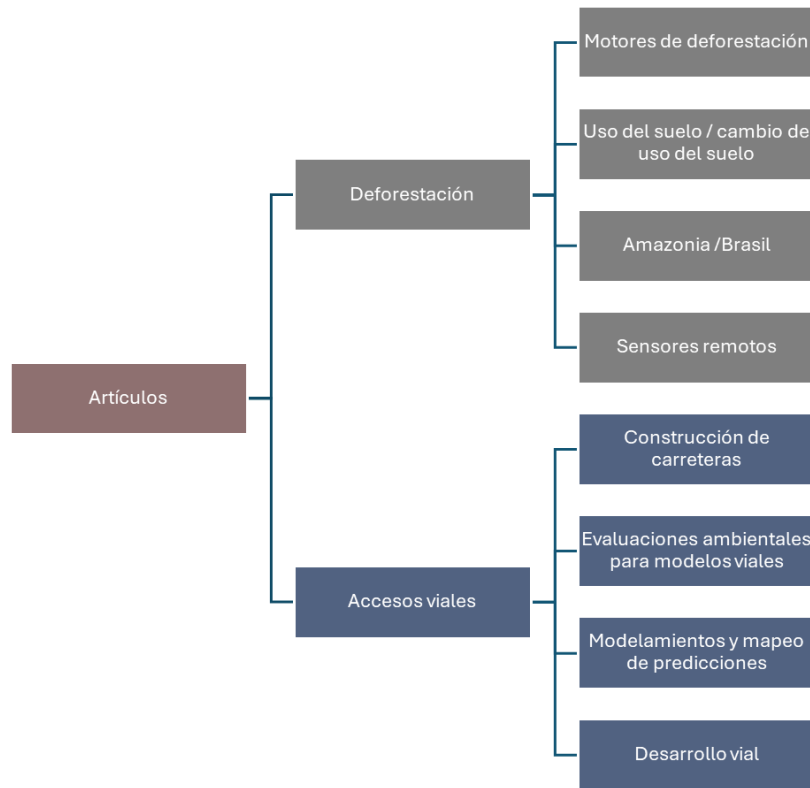 Motores de deforestación
Uso del suelo / cambio de
uso del suelo
Deforestación
Amazonia /Brasil
Sensores remotos
Artículos
Construcción de
carreteras
Evaluaciones ambientales
para modelos viales
Accesos viales
Modelamientos y mapeo
de predicciones
Desarrollo vial